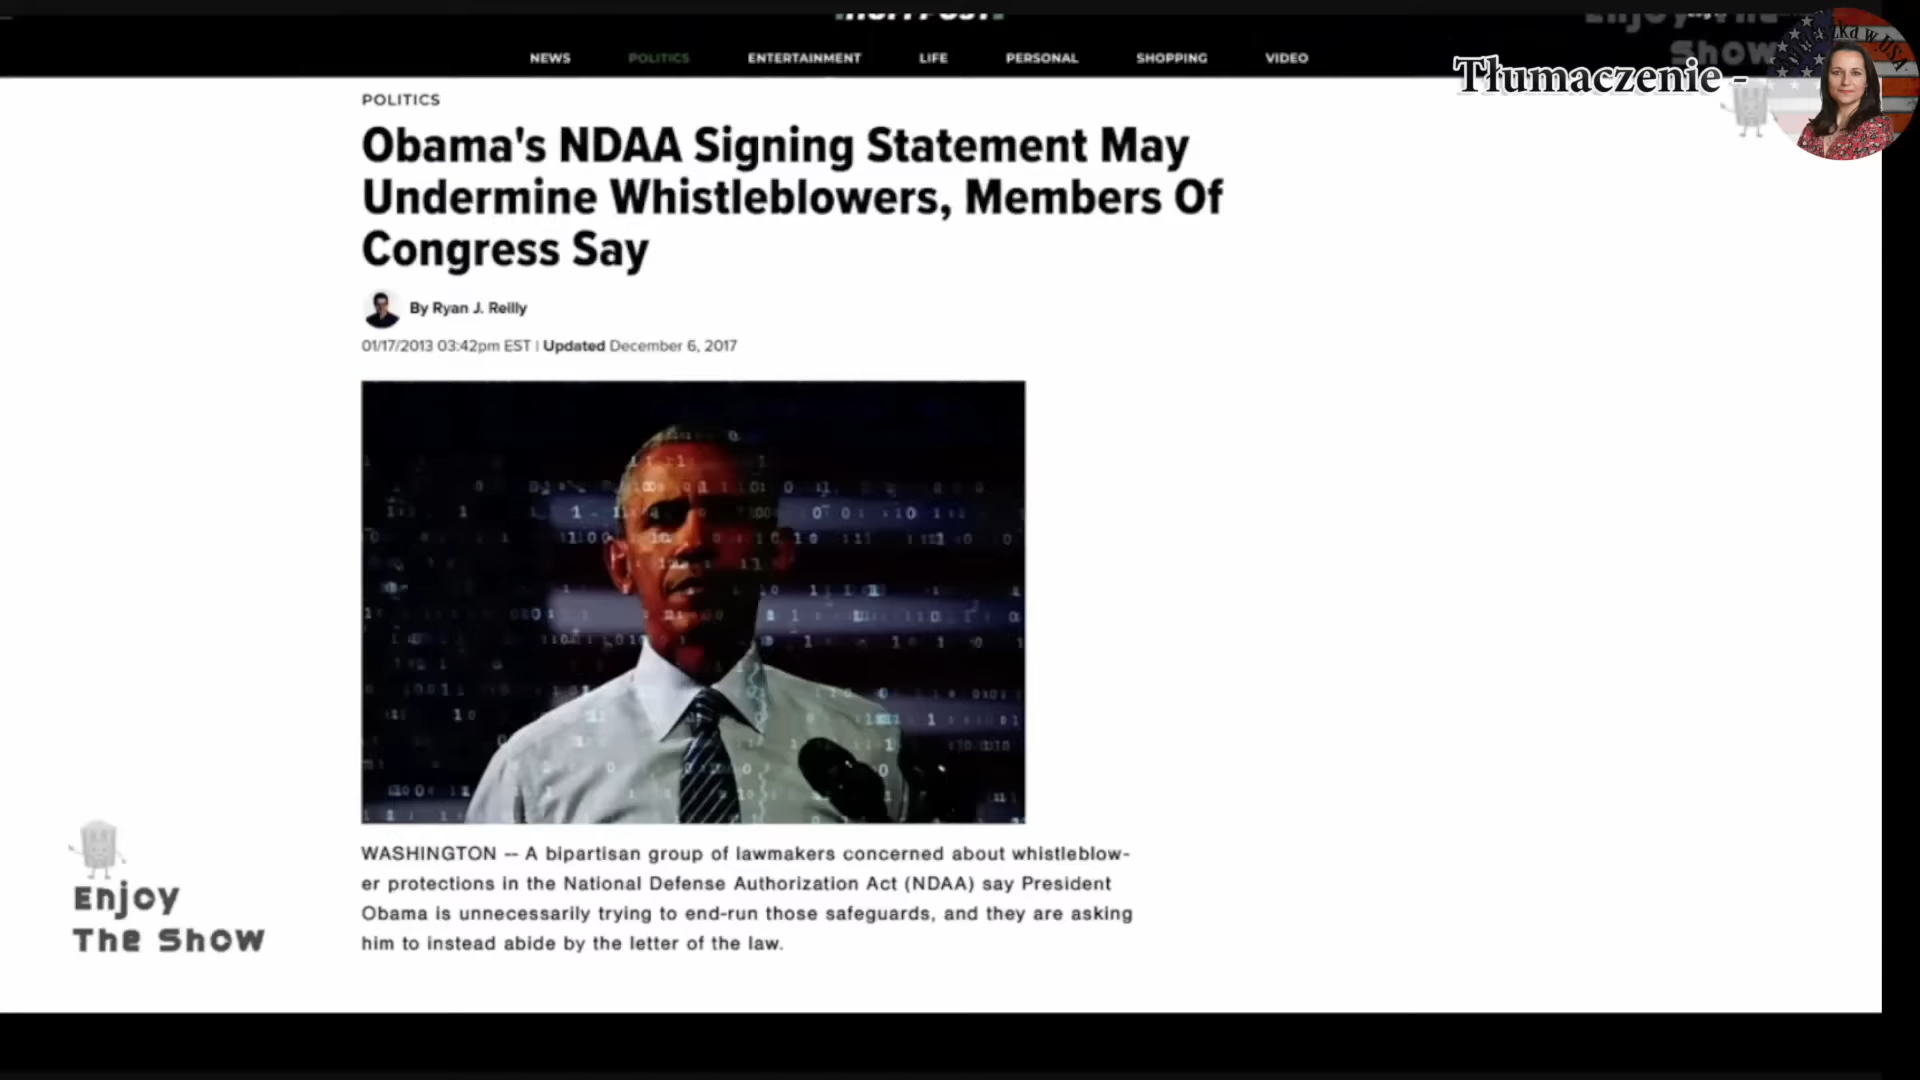 HUFFPOST
Enjoy The
Show
NEWS POLITICS ENTERTAINMENT LIFE PERSONAL SHOPPING VIDEO
Tłumaczenie -
POLITICS
Obama's NDAA Signing Statement May
Undermine Whistleblowers, Members Of
Congress Say
By Ryan J. Reilly
01/17/2013 03:42pm EST | Updated December 6, 2017
WASHINGTON -- A bipartisan group of lawmakers concerned about whistleblow-
er protections in the National Defense Authorization Act (NDAA) say President
Obama is unnecessarily trying to end-run those safeguards, and they are asking
him to instead abide by the letter of the law.
Enjoy
The Show